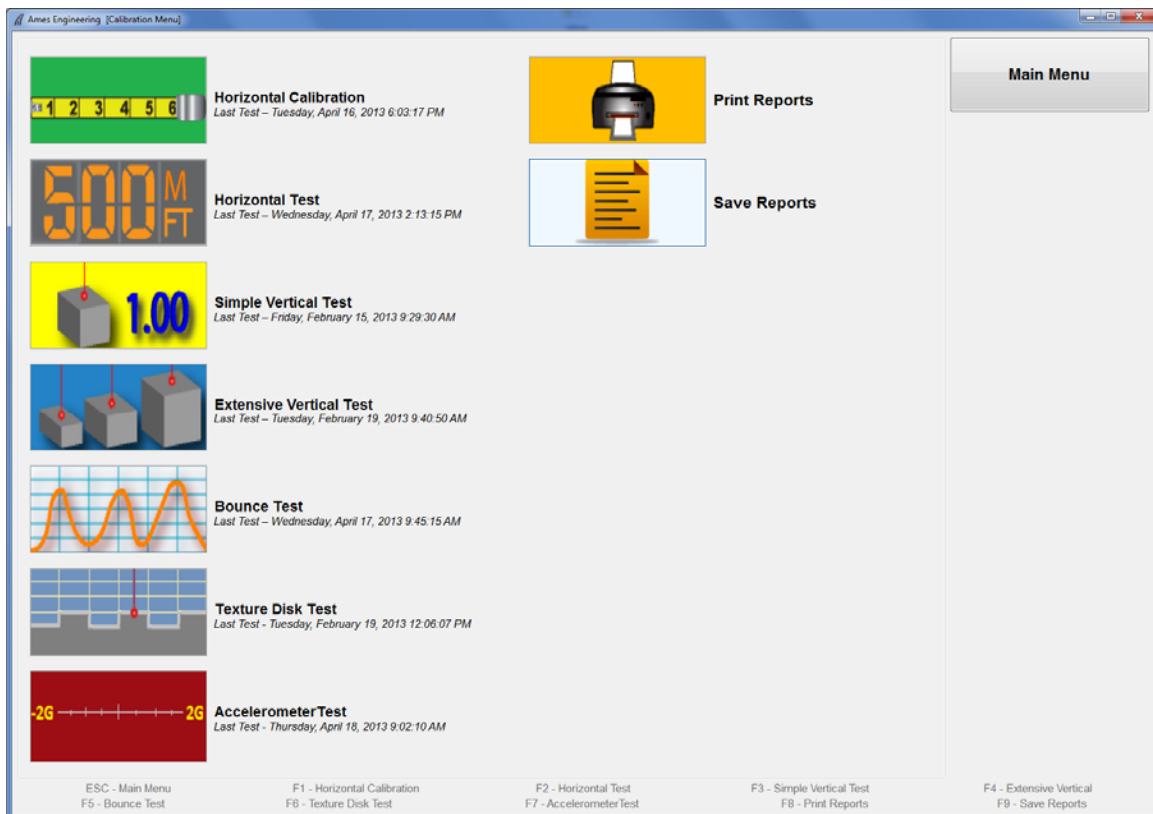 Ames Engineering [Calibration Menu]
Main Menu
1 2 3 4 5 6
Horizontal Calibration
Last Test – Tuesday, April 16, 2013 6:03:17 PM
500 M FT
Horizontal Test
Last Test – Wednesday, April 17, 2013 2:13:15 PM
1.00
Simple Vertical Test
Last Test – Friday, February 15, 2013 9:29:30 AM
Extensive Vertical Test
Last Test – Tuesday, February 19, 2013 9:40:50 AM
Bounce Test
Last Test – Wednesday, April 17, 2013 9:45:15 AM
Texture Disk Test
Last Test - Tuesday, February 19, 2013 12:06:07 PM
-2G 2G
AccelerometerTest
Last Test - Thursday, April 18, 2013 9:02:10 AM
Print Reports
Save Reports
ESC - Main Menu F1 - Horizontal Calibration F2 - Horizontal Test F3 - Simple Vertical Test F4 - Extensive Vertical
F5 - Bounce Test F6 - Texture Disk Test F7 - AccelerometerTest F8 - Print Reports F9 - Save Reports